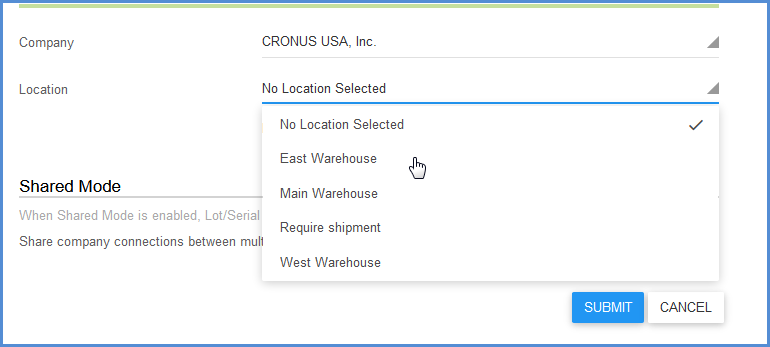 Company
CRONUS USA, Inc.
Location
No Location Selected
No Location Selected
East Warehouse
Main Warehouse
Require shipment
West Warehouse
Shared Mode
When Shared Mode is enabled, Lot/Serial
Share company connections between mult
SUBMIT
CANCEL